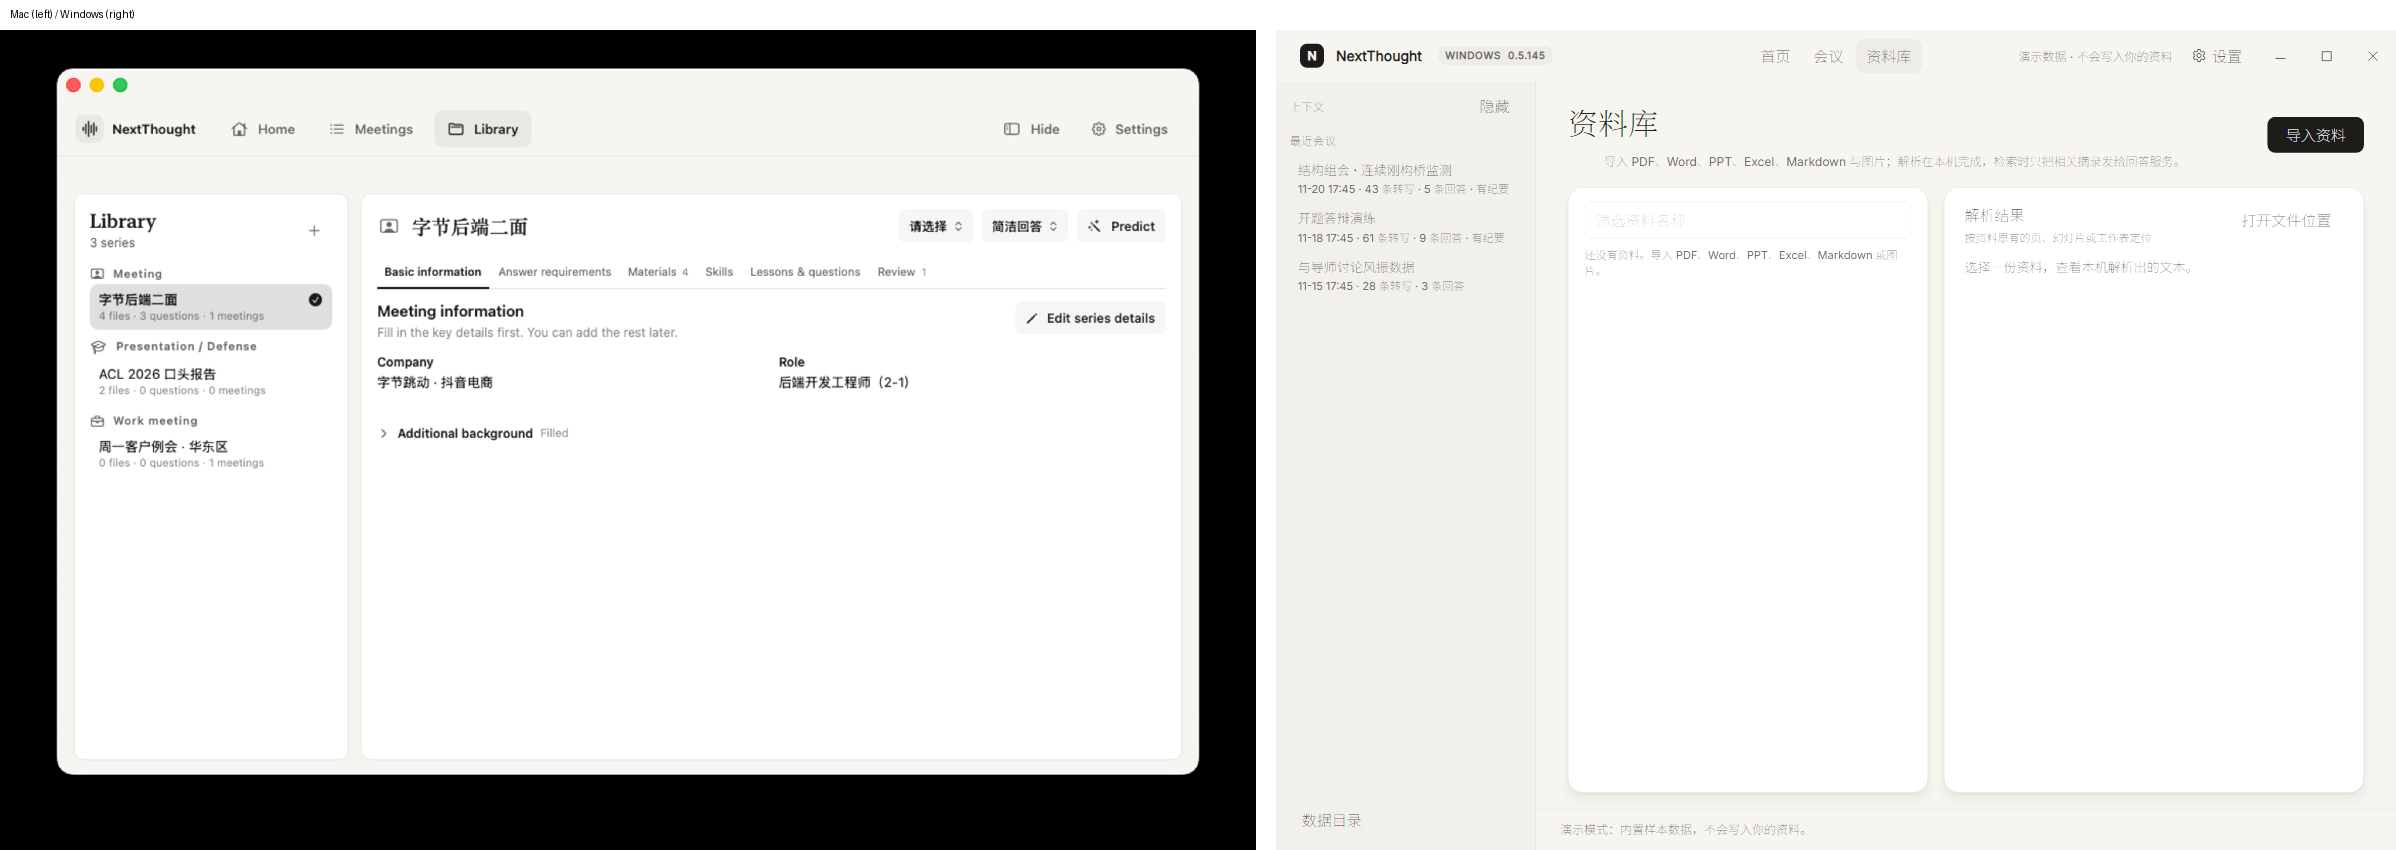 Mac (left) / Windows (right)
NextThought
Home
Meetings
Library
Hide
Settings
Library
3 series
Meeting
字节后端二面
4 files · 3 questions · 1 meetings
Presentation / Defense
ACL 2026 口头报告
2 files · 0 questions · 0 meetings
Work meeting
周一客户例会 · 华东区
0 files · 0 questions · 1 meetings
字节后端二面
请选择
简洁回答
Predict
Basic information
Answer requirements
Materials 4
Skills
Lessons & questions
Review 1
Meeting information
Fill in the key details first. You can add the rest later.
Edit series details
Company
字节跳动 · 抖音电商
Role
后端开发工程师（2-1）
Additional background Filled
N NextThought
WINDOWS 0.5.145
首页
会议
资料库
演示数据 · 不会写入你的资料
设置
上下文
隐藏
最近会议
结构组会 · 连续刚构桥监测
11-20 17:45 · 43 条转写 · 5 条回答 · 有纪要
开题答辩演练
11-18 17:45 · 61 条转写 · 9 条回答 · 有纪要
与导师讨论风振数据
11-15 17:45 · 28 条转写 · 3 条回答
数据目录
资料库
导入 PDF、Word、PPT、Excel、Markdown 与图片；解析在本机完成，检索时只把相关摘录发给回答服务。
导入资料
筛选资料名称
还没有资料。导入 PDF、Word、PPT、Excel、Markdown 或图
片。
解析结果
按资料原有的页、幻灯片或工作表定位
打开文件位置
选择一份资料，查看本机解析出的文本。
演示模式：内置样本数据，不会写入你的资料。